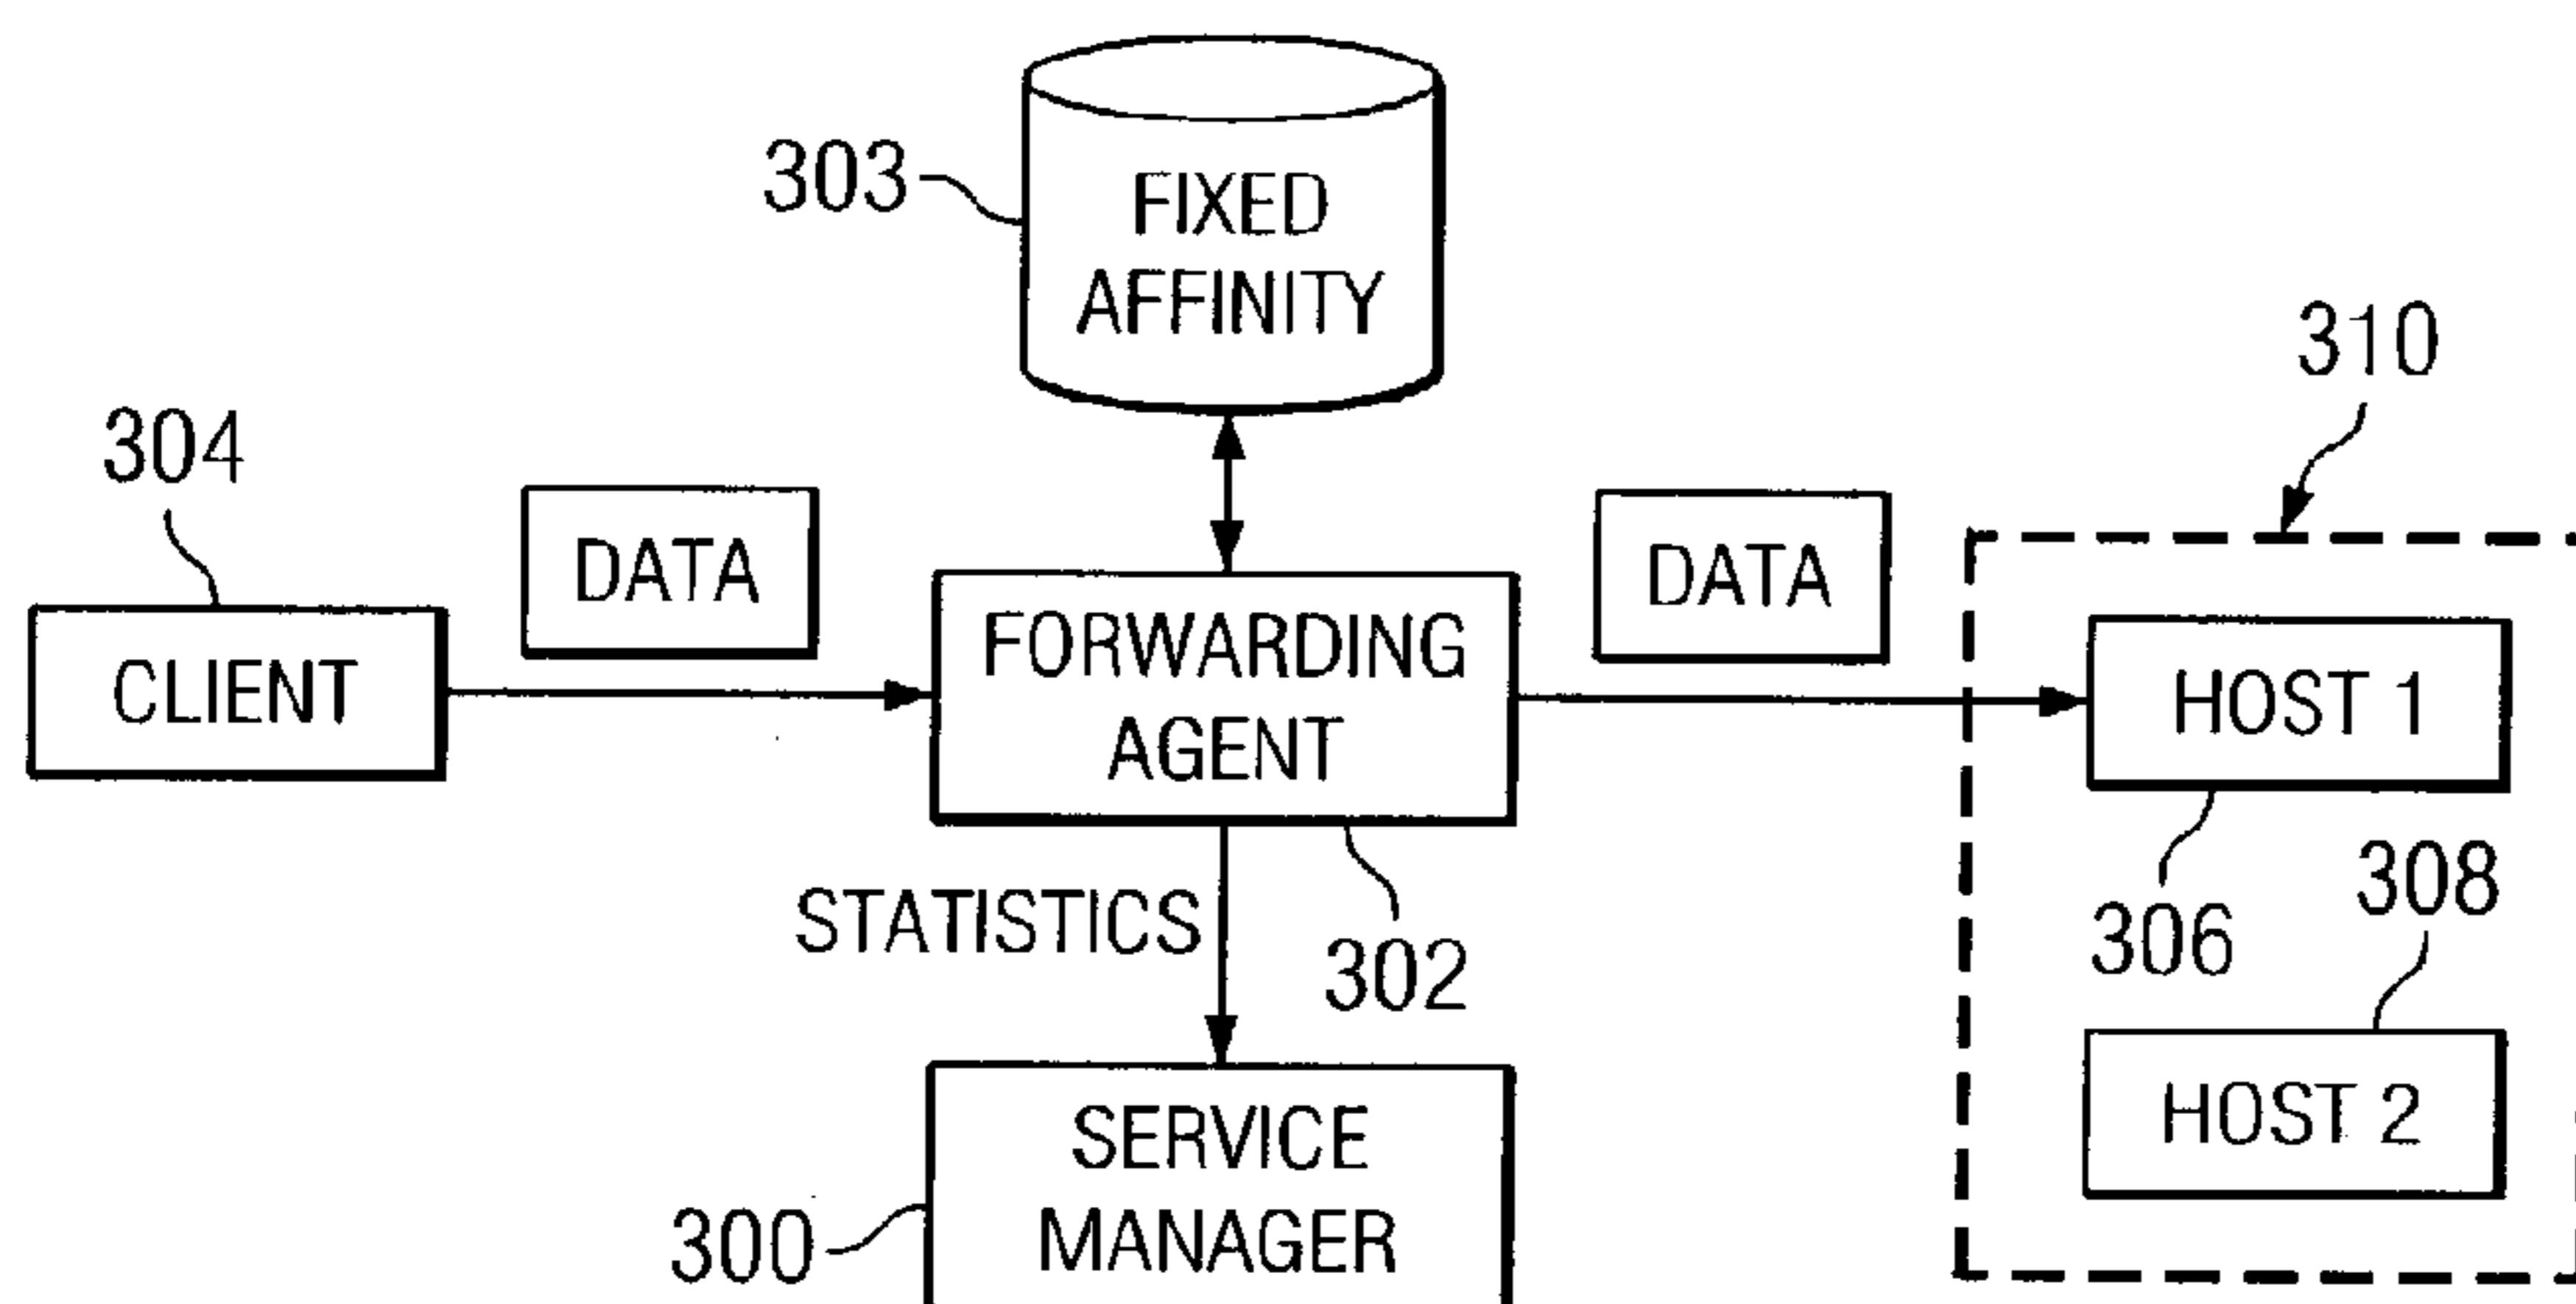 303
FIXED
AFFINITY
310
304
DATA
DATA
CLIENT
FORWARDING
AGENT
HOST 1
306
308
STATISTICS
302
HOST 2
SERVICE
MANAGER
300